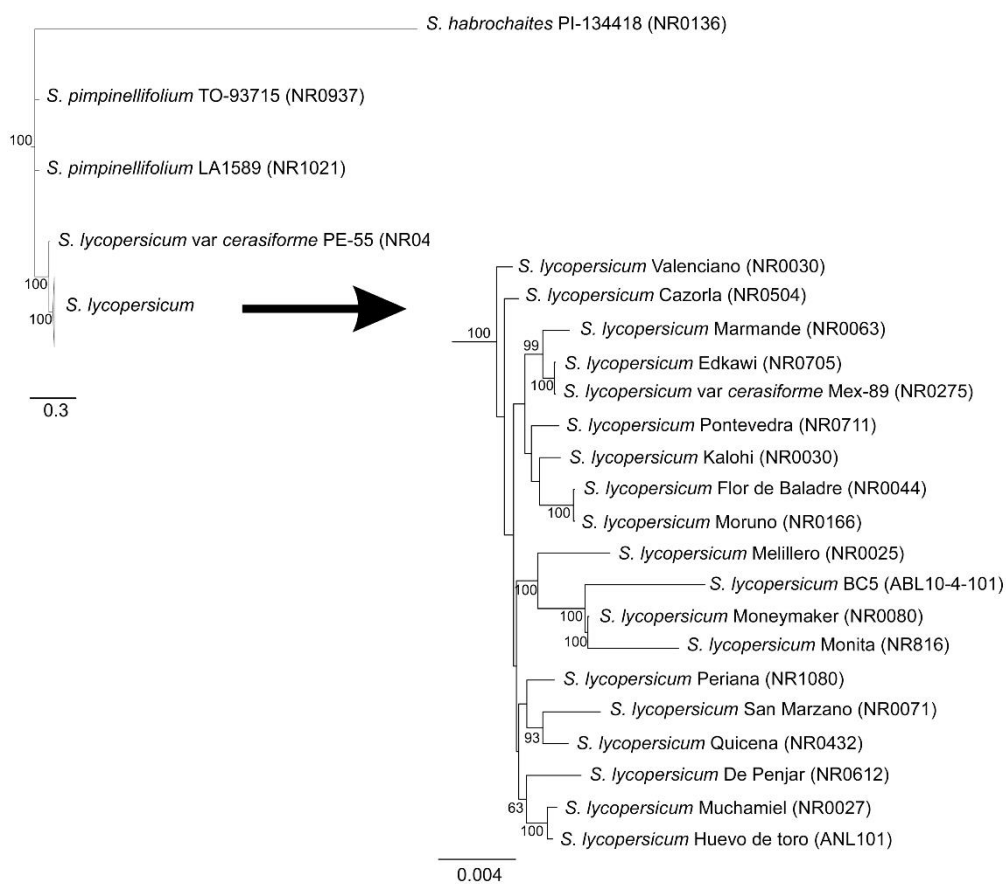 S. habrochaites PI-134418 (NR0136)
S. pimpinellifolium TO-93715 (NR0937)
100
S. pimpinellifolium LA1589 (NR1021)
S. lycopersicum var cerasiforme PE-55 (NR04
100
S. lycopersicum
100
0.3
S. lycopersicum Valenciano (NR0030)
S. lycopersicum Cazorla (NR0504)
100
S. lycopersicum Marmande (NR0063)
99
S. lycopersicum Edkawi (NR0705)
100
S. lycopersicum var cerasiforme Mex-89 (NR0275)
S. lycopersicum Pontevedra (NR0711)
S. lycopersicum Kalohi (NR0030)
S. lycopersicum Flor de Baladre (NR0044)
100
S. lycopersicum Moruno (NR0166)
S. lycopersicum Melillero (NR0025)
100
S. lycopersicum BC5 (ABL10-4-101)
100
S. lycopersicum Moneymaker (NR0080)
100
S. lycopersicum Monita (NR816)
S. lycopersicum Periana (NR1080)
S. lycopersicum San Marzano (NR0071)
93
S. lycopersicum Quicena (NR0432)
S. lycopersicum De Penjar (NR0612)
63
S. lycopersicum Muchamiel (NR0027)
100
S. lycopersicum Huevo de toro (ANL101)
0.004